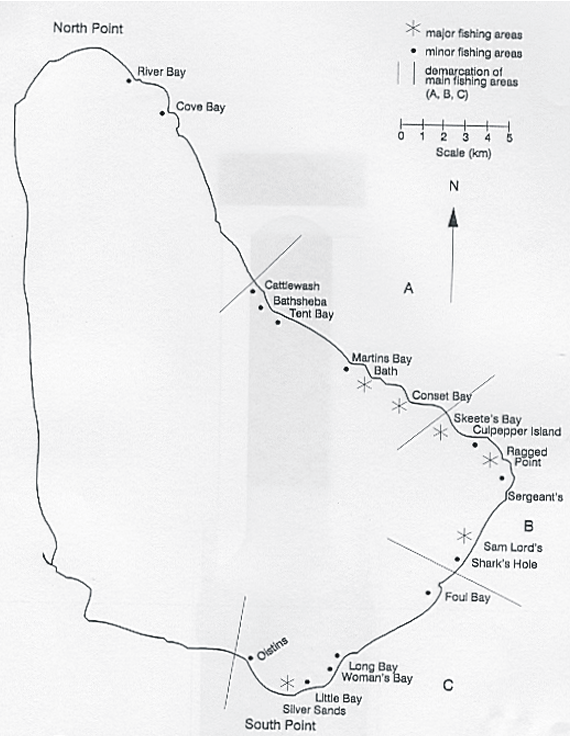 North Point
major fishing areas
minor fishing areas
demarcation of
main fishing areas
(A, B, C)
0 1 2 3 4 5
Scale (km)
N
River Bay
Cove Bay
A
Cattlewash
Bathsheba
Tent Bay
Martins Bay
Bath
Conset Bay
Skeete's Bay
Culpepper Island
Ragged
Point
Sergeant's
B
Sam Lord's
Shark's Hole
Foul Bay
Oistins
Long Bay
Woman's Bay
C
Little Bay
Silver Sands
South Point